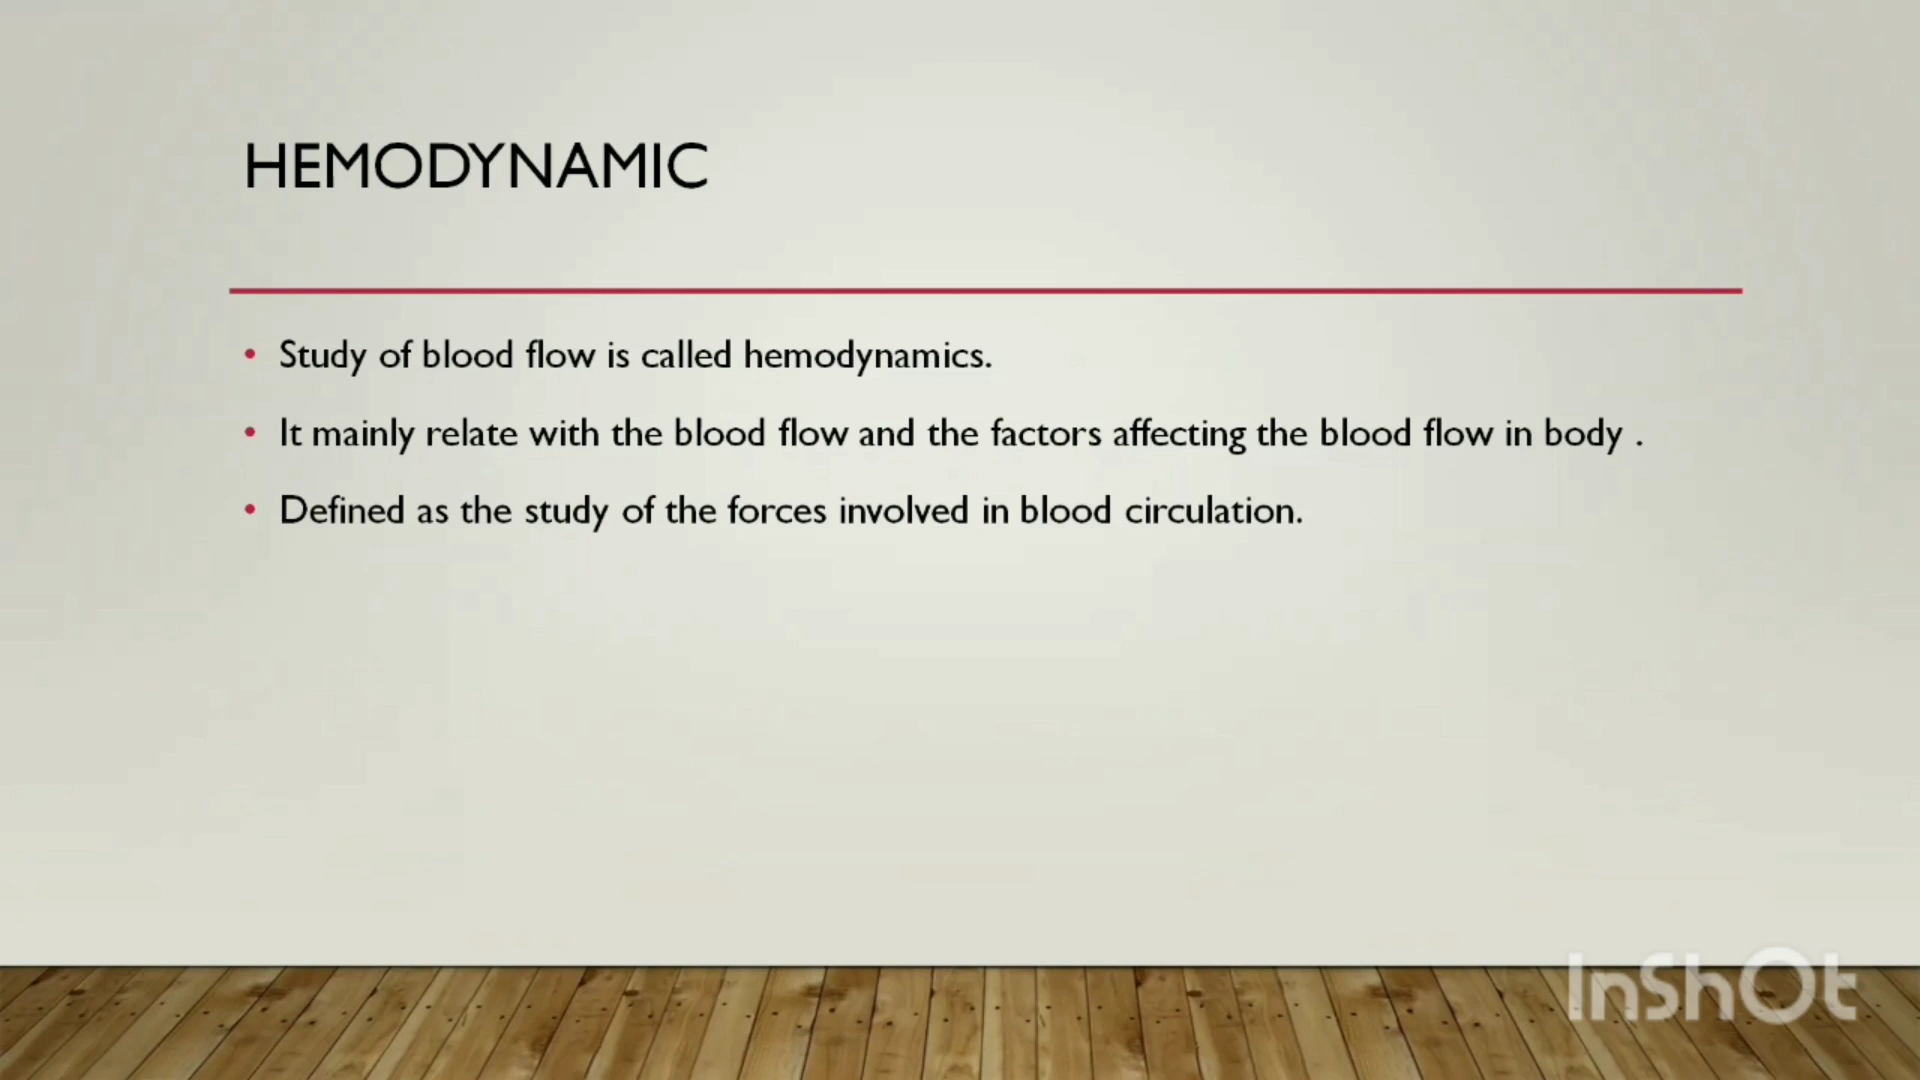 HEMODYNAMIC
• Study of blood flow is called hemodynamics.
• It mainly relate with the blood flow and the factors affecting the blood flow in body .
• Defined as the study of the forces involved in blood circulation.
InShOt